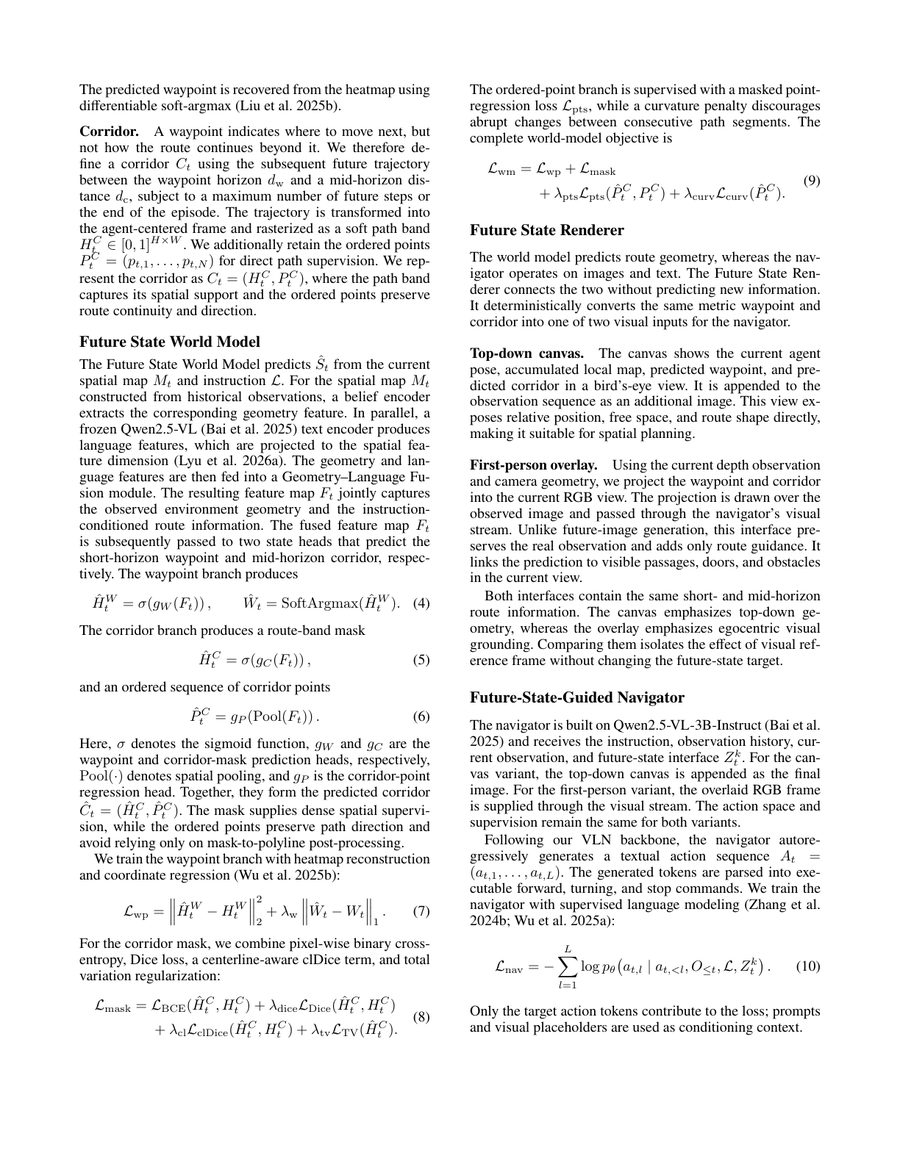 The predicted waypoint is recovered from the heatmap using
differentiable soft-argmax (Liu et al. 2025b).
Corridor. A waypoint indicates where to move next, but
not how the route continues beyond it. We therefore de-
fine a corridor C_t using the subsequent future trajectory
between the waypoint horizon d_w and a mid-horizon dis-
tance d_c, subject to a maximum number of future steps or
the end of the episode. The trajectory is transformed into
the agent-centered frame and rasterized as a soft path band
H_t^C ∈ [0, 1]^{H×W}. We additionally retain the ordered points
P_t^C = (p_{t,1}, . . . , p_{t,N}) for direct path supervision. We rep-
resent the corridor as C_t = (H_t^C, P_t^C), where the path band
captures its spatial support and the ordered points preserve
route continuity and direction.
Future State World Model
The Future State World Model predicts Ŝ_t from the current
spatial map M_t and instruction ℒ. For the spatial map M_t
constructed from historical observations, a belief encoder
extracts the corresponding geometry feature. In parallel, a
frozen Qwen2.5-VL (Bai et al. 2025) text encoder produces
language features, which are projected to the spatial fea-
ture dimension (Lyu et al. 2026a). The geometry and lan-
guage features are then fed into a Geometry–Language Fu-
sion module. The resulting feature map F_t jointly captures
the observed environment geometry and the instruction-
conditioned route information. The fused feature map F_t
is subsequently passed to two state heads that predict the
short-horizon waypoint and mid-horizon corridor, respec-
tively. The waypoint branch produces
Ĥ_t^W = σ(g_W(F_t)) , Ŵ_t = SoftArgmax(Ĥ_t^W). (4)
The corridor branch produces a route-band mask
Ĥ_t^C = σ(g_C(F_t)) , (5)
and an ordered sequence of corridor points
P̂_t^C = g_P(Pool(F_t)) . (6)
Here, σ denotes the sigmoid function, g_W and g_C are the
waypoint and corridor-mask prediction heads, respectively,
Pool(·) denotes spatial pooling, and g_P is the corridor-point
regression head. Together, they form the predicted corridor
Ĉ_t = (Ĥ_t^C, P̂_t^C). The mask supplies dense spatial supervi-
sion, while the ordered points preserve path direction and
avoid relying only on mask-to-polyline post-processing.
We train the waypoint branch with heatmap reconstruction
and coordinate regression (Wu et al. 2025b):
ℒ_wp = ‖Ĥ_t^W − H_t^W‖_2^2 + λ_w ‖Ŵ_t − W_t‖_1 . (7)
For the corridor mask, we combine pixel-wise binary cross-
entropy, Dice loss, a centerline-aware clDice term, and total
variation regularization:
ℒ_mask = ℒ_BCE(Ĥ_t^C, H_t^C) + λ_dice ℒ_Dice(Ĥ_t^C, H_t^C)
+ λ_cl ℒ_clDice(Ĥ_t^C, H_t^C) + λ_tv ℒ_TV(Ĥ_t^C). (8)
The ordered-point branch is supervised with a masked point-
regression loss ℒ_pts, while a curvature penalty discourages
abrupt changes between consecutive path segments. The
complete world-model objective is
ℒ_wm = ℒ_wp + ℒ_mask
+ λ_pts ℒ_pts(P̂_t^C, P_t^C) + λ_curv ℒ_curv(P̂_t^C). (9)
Future State Renderer
The world model predicts route geometry, whereas the nav-
igator operates on images and text. The Future State Ren-
derer connects the two without predicting new information.
It deterministically converts the same metric waypoint and
corridor into one of two visual inputs for the navigator.
Top-down canvas. The canvas shows the current agent
pose, accumulated local map, predicted waypoint, and pre-
dicted corridor in a bird's-eye view. It is appended to the
observation sequence as an additional image. This view ex-
poses relative position, free space, and route shape directly,
making it suitable for spatial planning.
First-person overlay. Using the current depth observation
and camera geometry, we project the waypoint and corridor
into the current RGB view. The projection is drawn over the
observed image and passed through the navigator's visual
stream. Unlike future-image generation, this interface pre-
serves the real observation and adds only route guidance. It
links the prediction to visible passages, doors, and obstacles
in the current view.
Both interfaces contain the same short- and mid-horizon
route information. The canvas emphasizes top-down ge-
ometry, whereas the overlay emphasizes egocentric visual
grounding. Comparing them isolates the effect of visual ref-
erence frame without changing the future-state target.
Future-State-Guided Navigator
The navigator is built on Qwen2.5-VL-3B-Instruct (Bai et al.
2025) and receives the instruction, observation history, cur-
rent observation, and future-state interface Z_t^k. For the can-
vas variant, the top-down canvas is appended as the final
image. For the first-person variant, the overlaid RGB frame
is supplied through the visual stream. The action space and
supervision remain the same for both variants.
Following our VLN backbone, the navigator autore-
gressively generates a textual action sequence A_t =
(a_{t,1}, . . . , a_{t,L}). The generated tokens are parsed into exe-
cutable forward, turning, and stop commands. We train the
navigator with supervised language modeling (Zhang et al.
2024b; Wu et al. 2025a):
ℒ_nav = − ∑_{l=1}^{L} log p_θ(a_{t,l} | a_{t,<l}, O_{≤t}, ℒ, Z_t^k) . (10)
Only the target action tokens contribute to the loss; prompts
and visual placeholders are used as conditioning context.